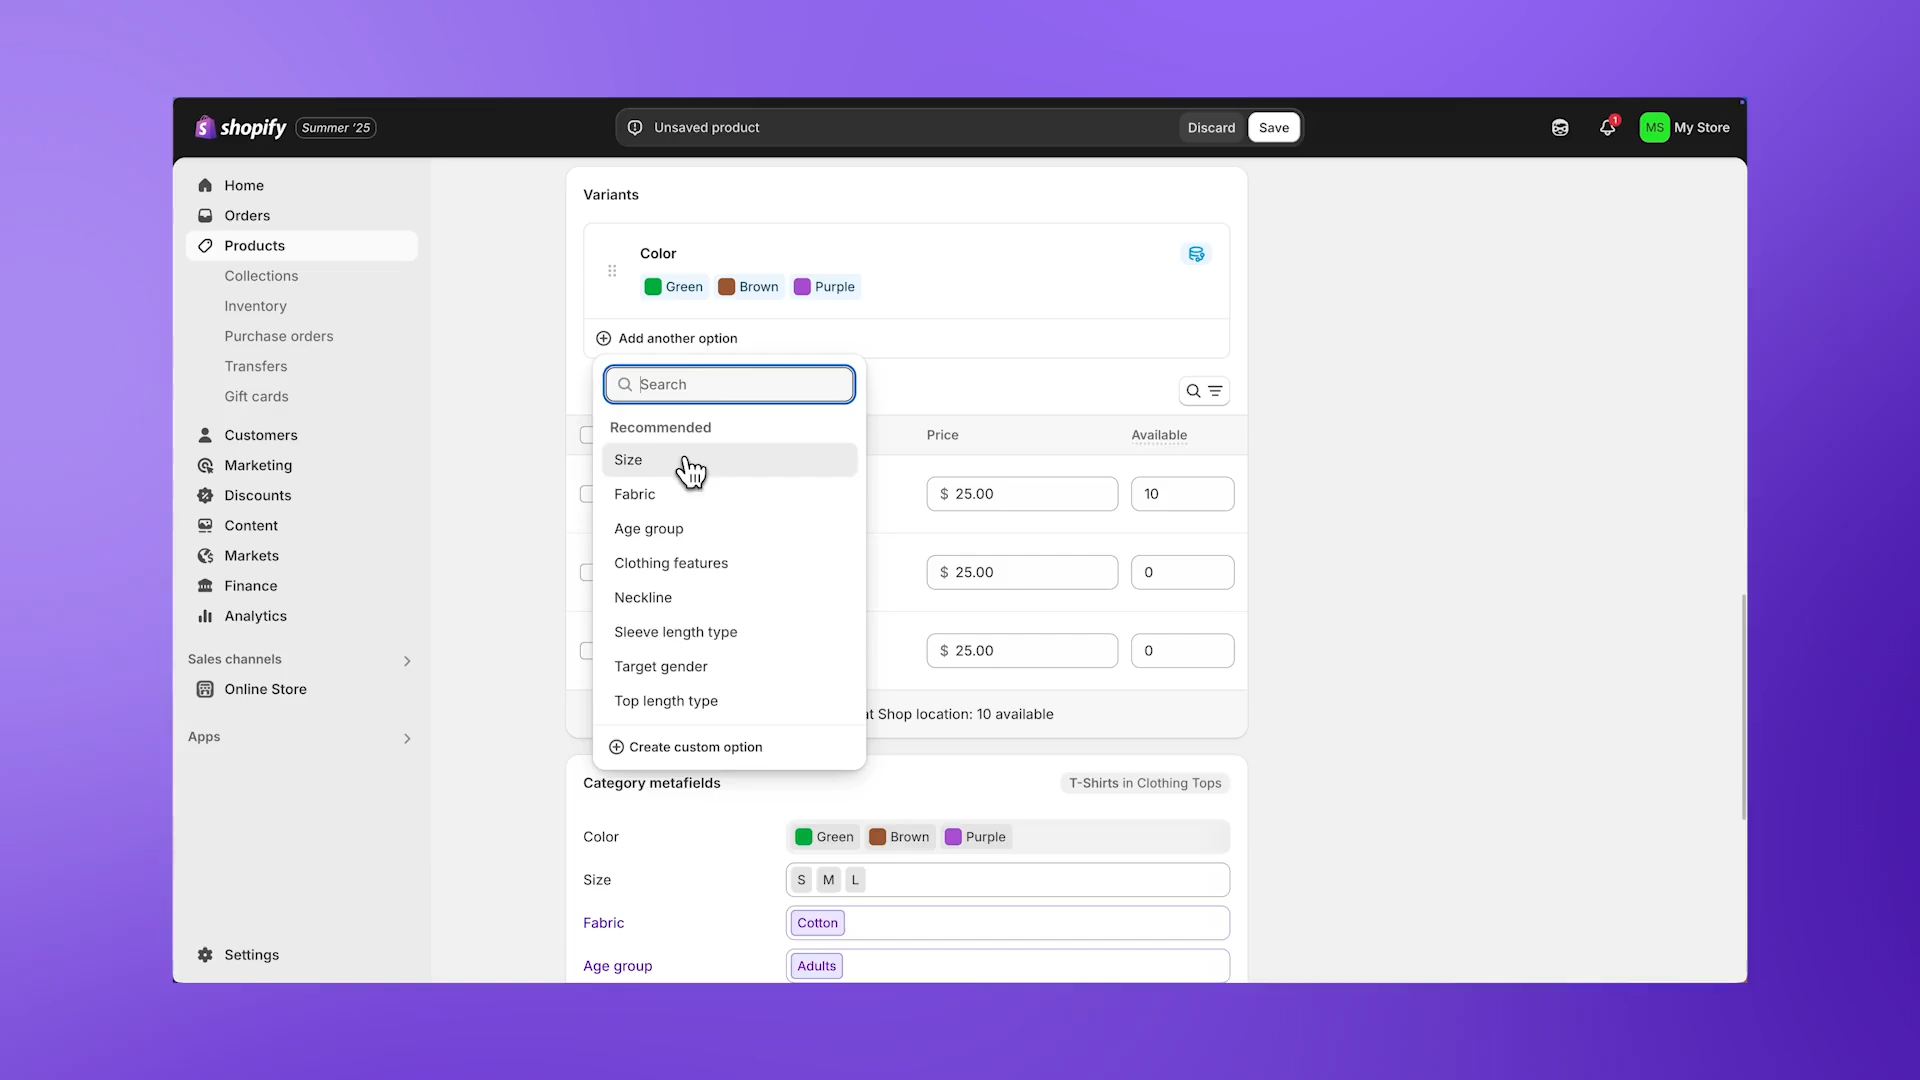 shopify
Summer '25
Unsaved product
Discard
Save
1
MS
My Store
Home
Orders
Products
Collections
Inventory
Purchase orders
Transfers
Gift cards
Customers
Marketing
Discounts
Content
Markets
Finance
Analytics
Sales channels
Online Store
Apps
Settings
Variants
Color
Green
Brown
Purple
Add another option
Search
Recommended
Size
Fabric
Age group
Clothing features
Neckline
Sleeve length type
Target gender
Top length type
Create custom option
Price
Available
$ 25.00
10
$ 25.00
0
$ 25.00
0
at Shop location: 10 available
Category metafields
T-Shirts in Clothing Tops
Color
Green
Brown
Purple
Size
S
M
L
Fabric
Cotton
Age group
Adults